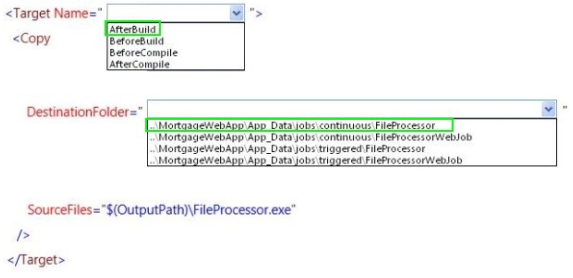 <Target Name=" ">
AfterBuild
BeforeBuild
BeforeCompile
AfterCompile
<Copy
DestinationFolder=" "
..\MortgageWebApp\App_Data\jobs\continuous\FileProcessor
..\MortgageWebApp\App_Data\jobs\continuous\FileProcessorWebJob
..\MortgageWebApp\App_Data\jobs\triggered\FileProcessor
..\MortgageWebApp\App_Data\jobs\triggered\FileProcessorWebJob
SourceFiles="$(OutputPath)\FileProcessor.exe"
/>
</Target>